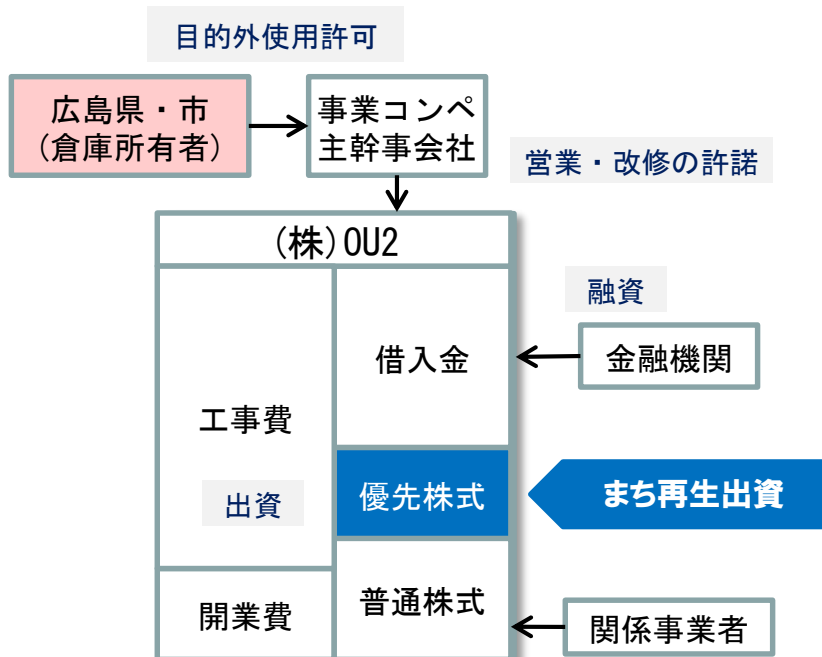 目的外使用許可
広島県・市
(倉庫所有者)
事業コンペ
主幹事会社
営業・改修の許諾
(株)OU2
融資
借入金
金融機関
工事費
優先株式
まち再生出資
出資
普通株式
開業費
関係事業者